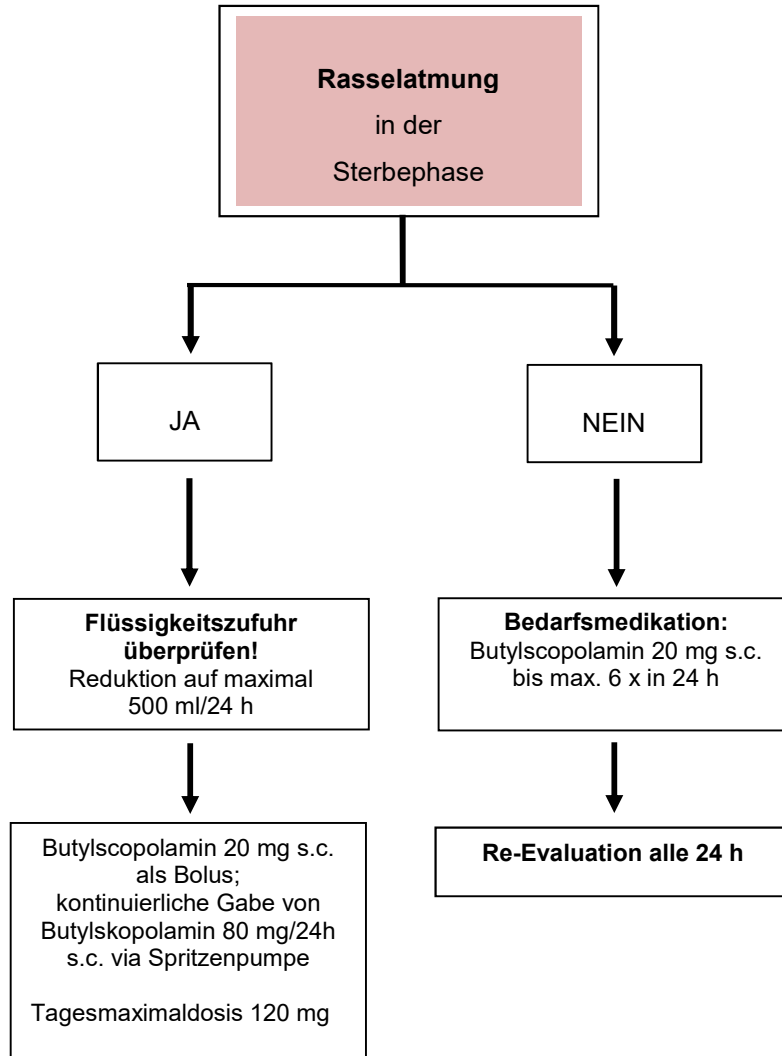 Rasselatmung
in der
Sterbephase
JA
NEIN
Flüssigkeitszufuhr
überprüfen!
Reduktion auf maximal
500 ml/24 h
Bedarfsmedikation:
Butylscopolamin 20 mg s.c.
bis max. 6 x in 24 h
Butylscopolamin 20 mg s.c.
als Bolus;
kontinuierliche Gabe von
Butylskopolamin 80 mg/24h
s.c. via Spritzenpumpe
Tagesmaximaldosis 120 mg
Re-Evaluation alle 24 h